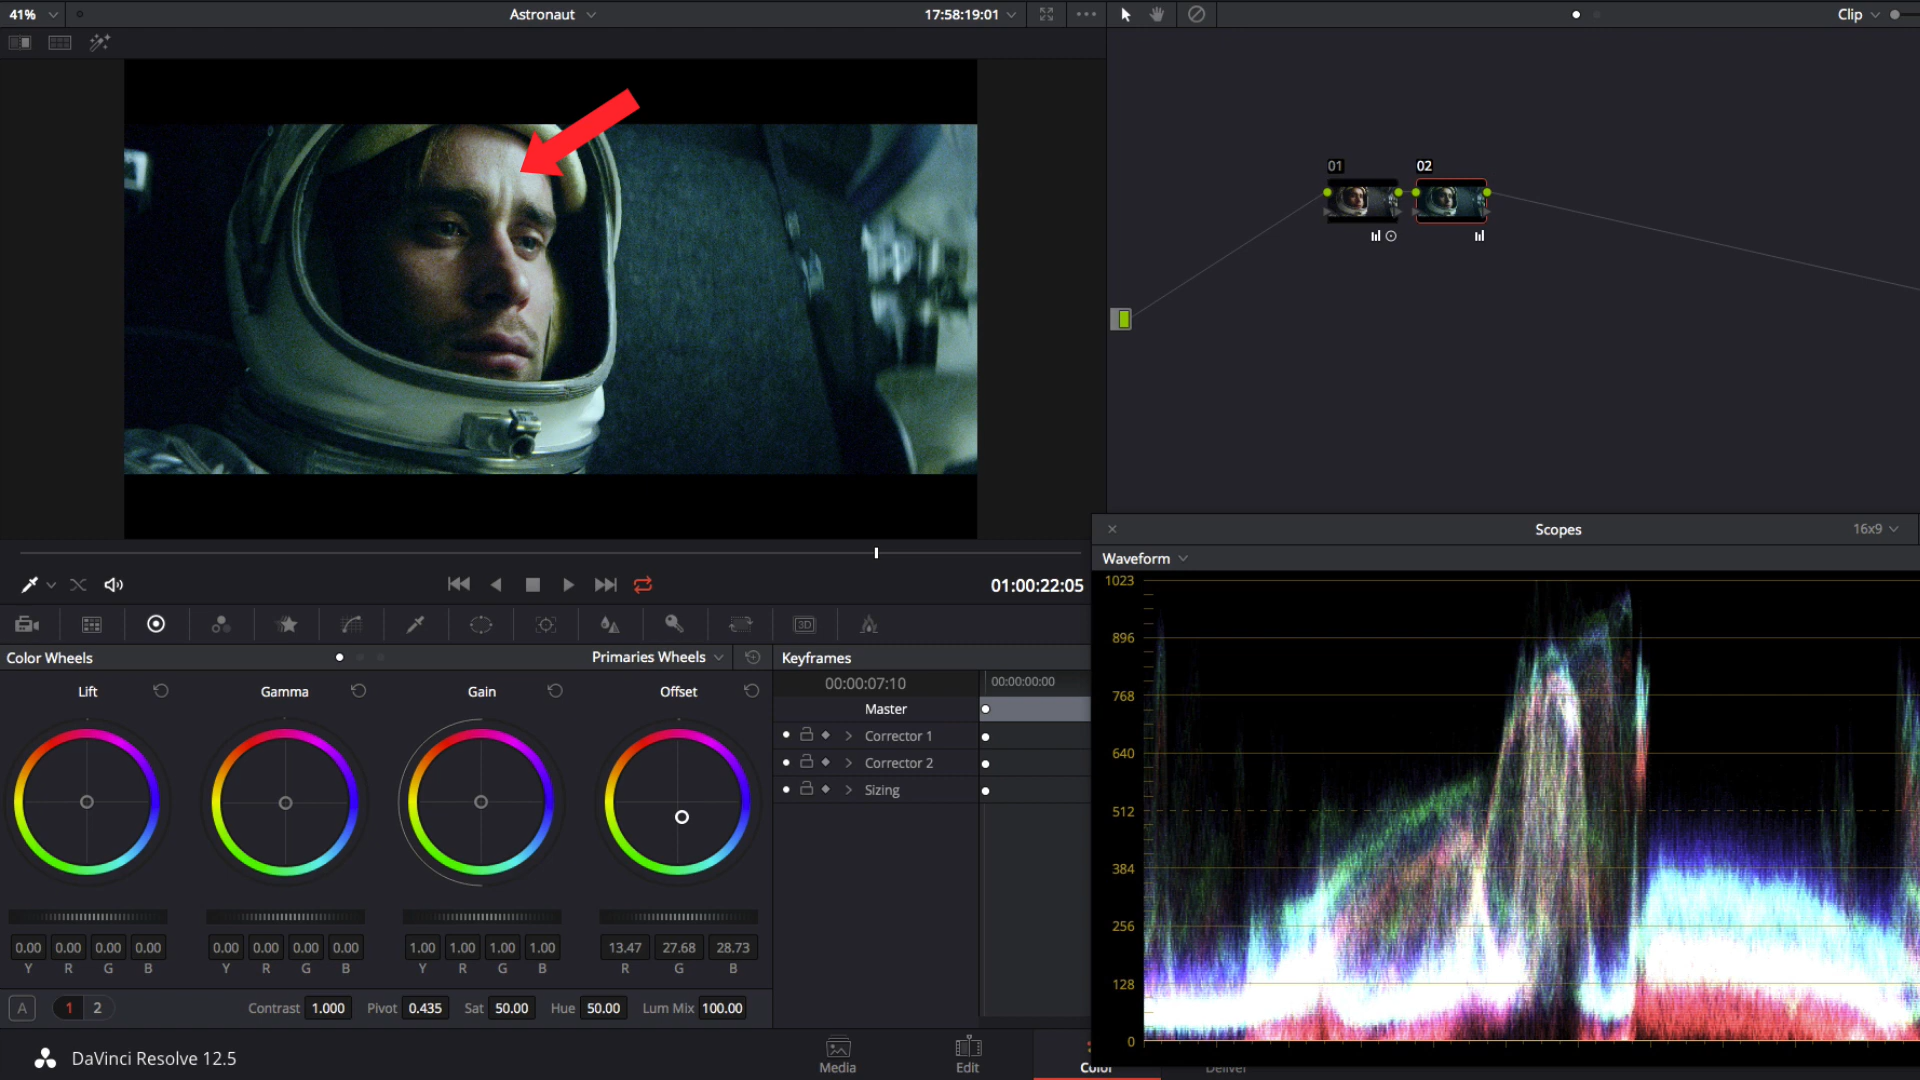 41% Astronaut 17:58:19:01 Clip
01 02
Scopes 16x9
Waveform
1023
896
768
640
512
384
256
128
0
01:00:22:05
Color Wheels Primaries Wheels Keyframes
Lift Gamma Gain Offset
00:00:07:10 00:00:00:00
Master
Corrector 1
Corrector 2
Sizing
0.00 0.00 0.00 0.00 0.00 0.00 0.00 0.00 1.00 1.00 1.00 1.00 13.47 27.68 28.73
Y R G B Y R G B Y R G B R G B
A 1 2 Contrast 1.000 Pivot 0.435 Sat 50.00 Hue 50.00 Lum Mix 100.00
3D
DaVinci Resolve 12.5
Media Edit Color Deliver